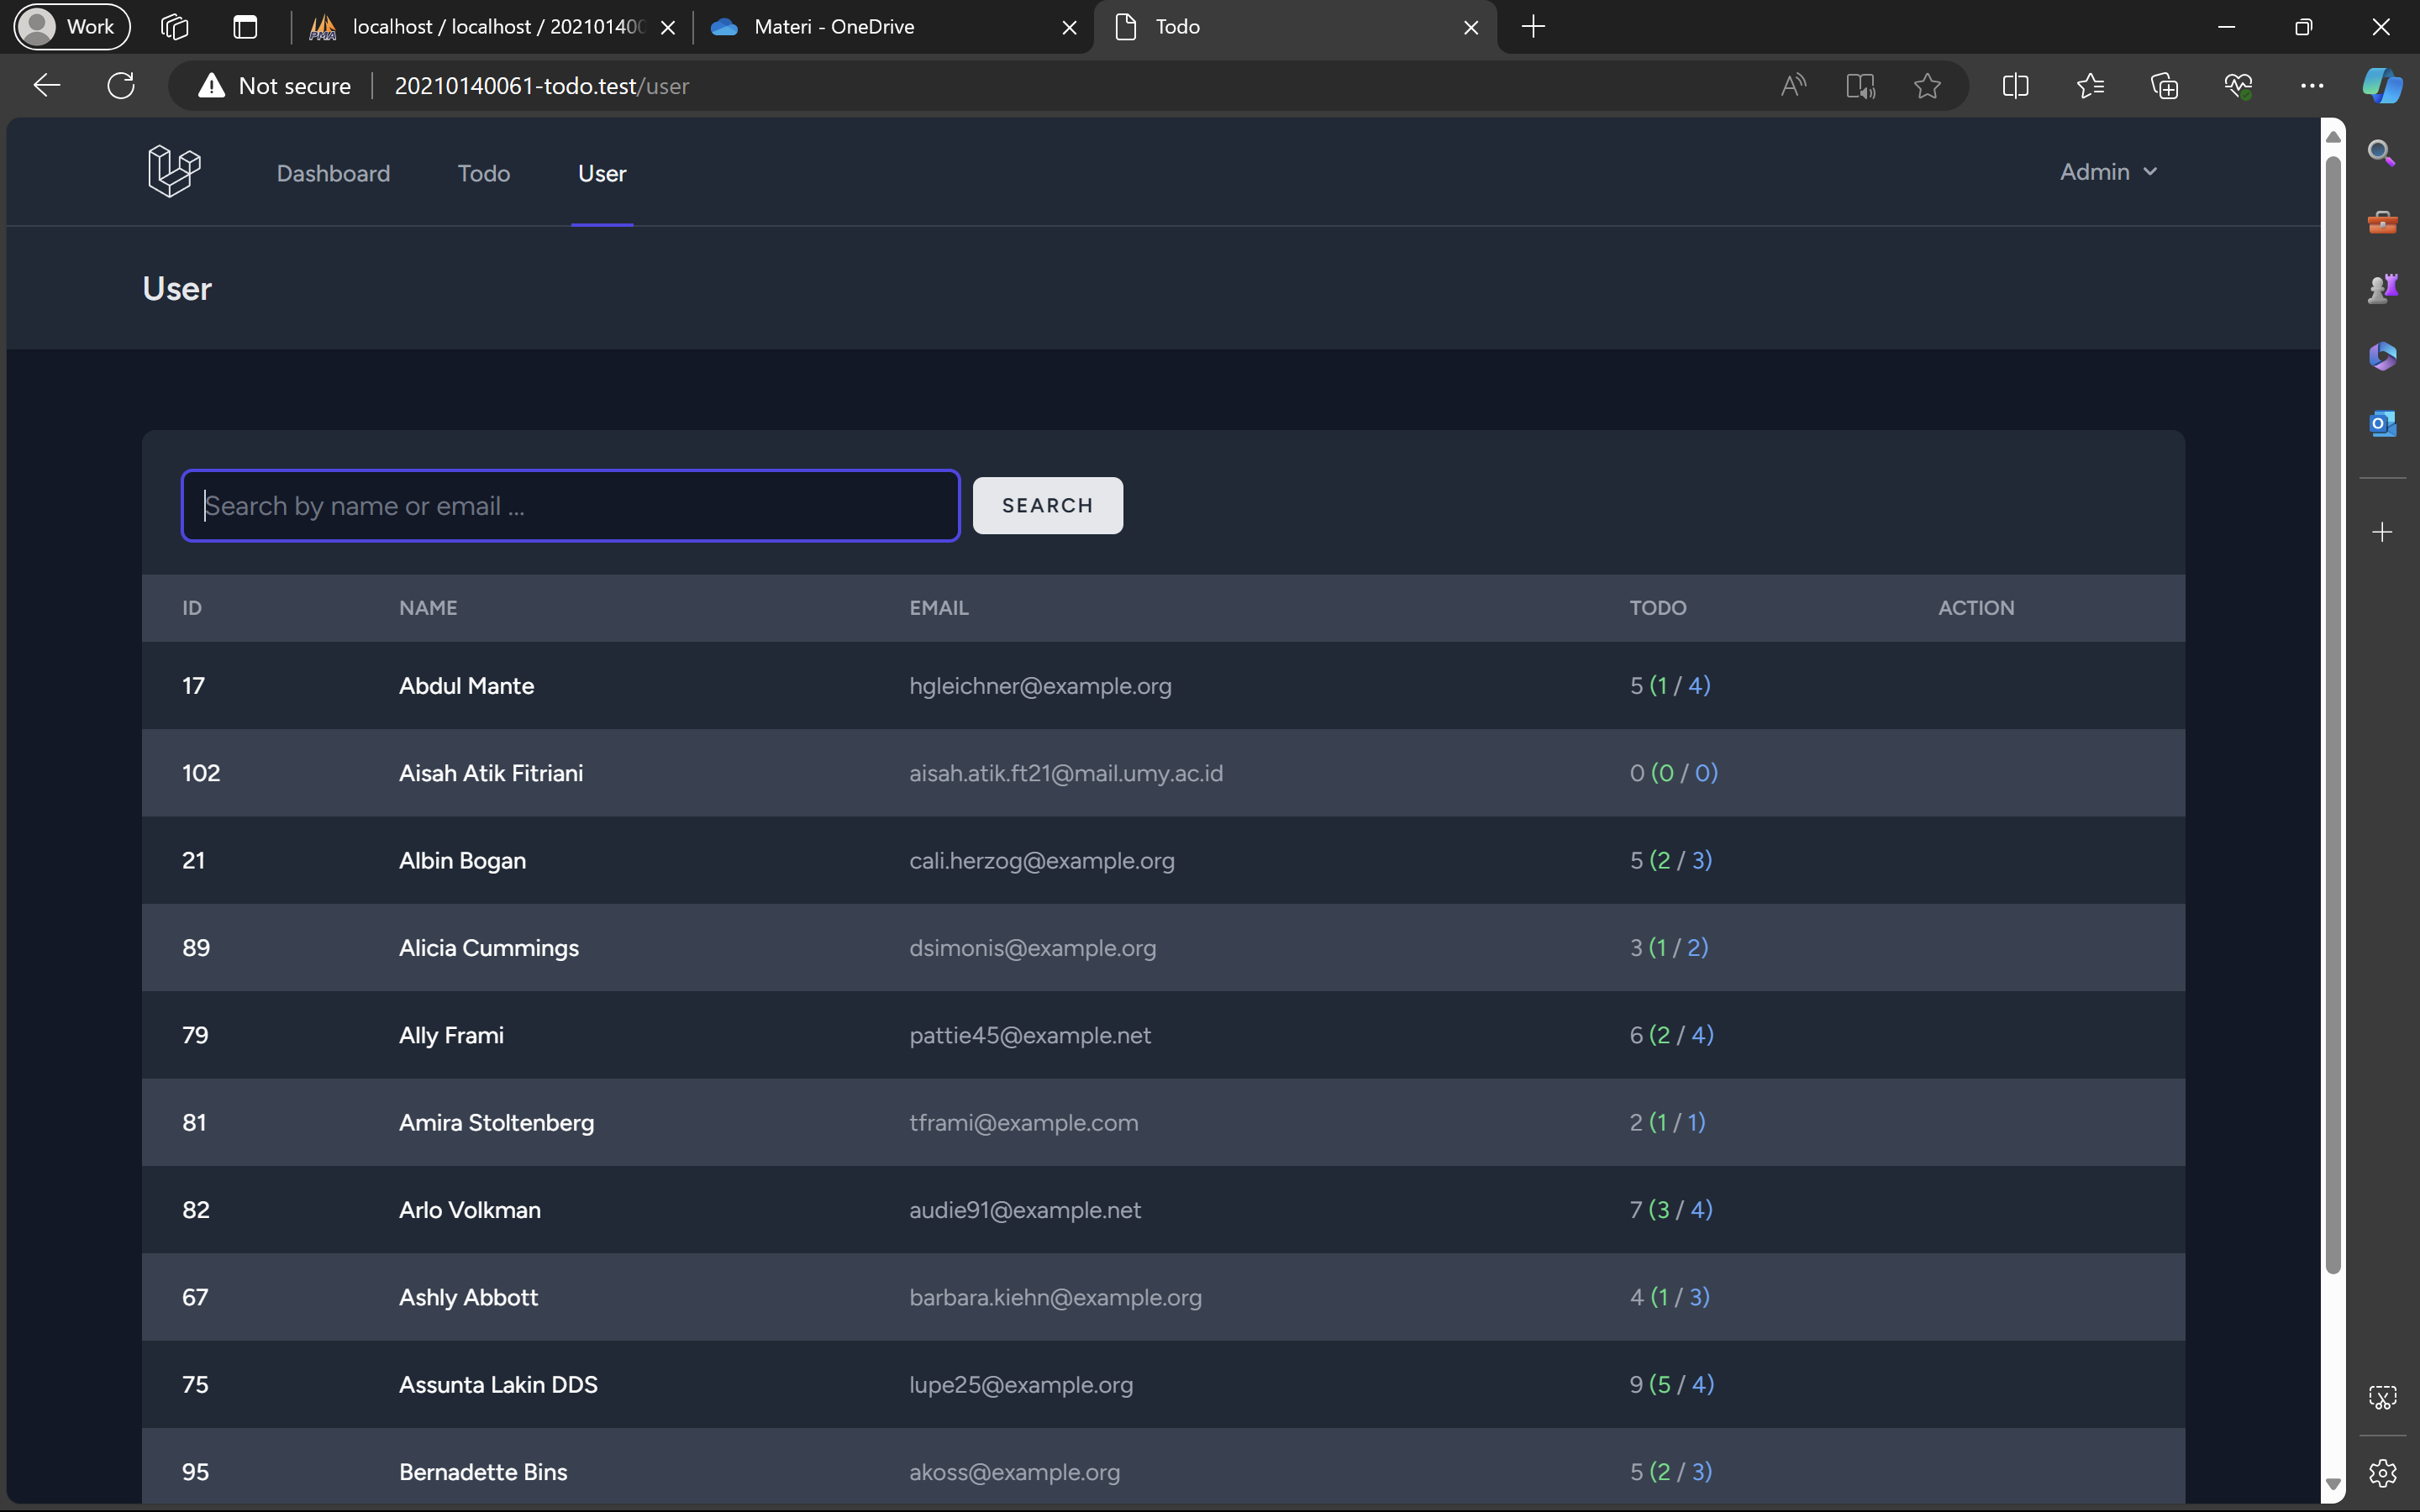 Work
localhost / localhost / 202101400
Materi - OneDrive
Todo
Not secure
20210140061-todo.test/user
Dashboard
Todo
User
Admin
User
Search by name or email ...
SEARCH
ID NAME EMAIL TODO ACTION
17 Abdul Mante hgleichner@example.org 5 (1 / 4)
102 Aisah Atik Fitriani aisah.atik.ft21@mail.umy.ac.id 0 (0 / 0)
21 Albin Bogan cali.herzog@example.org 5 (2 / 3)
89 Alicia Cummings dsimonis@example.org 3 (1 / 2)
79 Ally Frami pattie45@example.net 6 (2 / 4)
81 Amira Stoltenberg tframi@example.com 2 (1 / 1)
82 Arlo Volkman audie91@example.net 7 (3 / 4)
67 Ashly Abbott barbara.kiehn@example.org 4 (1 / 3)
75 Assunta Lakin DDS lupe25@example.org 9 (5 / 4)
95 Bernadette Bins akoss@example.org 5 (2 / 3)